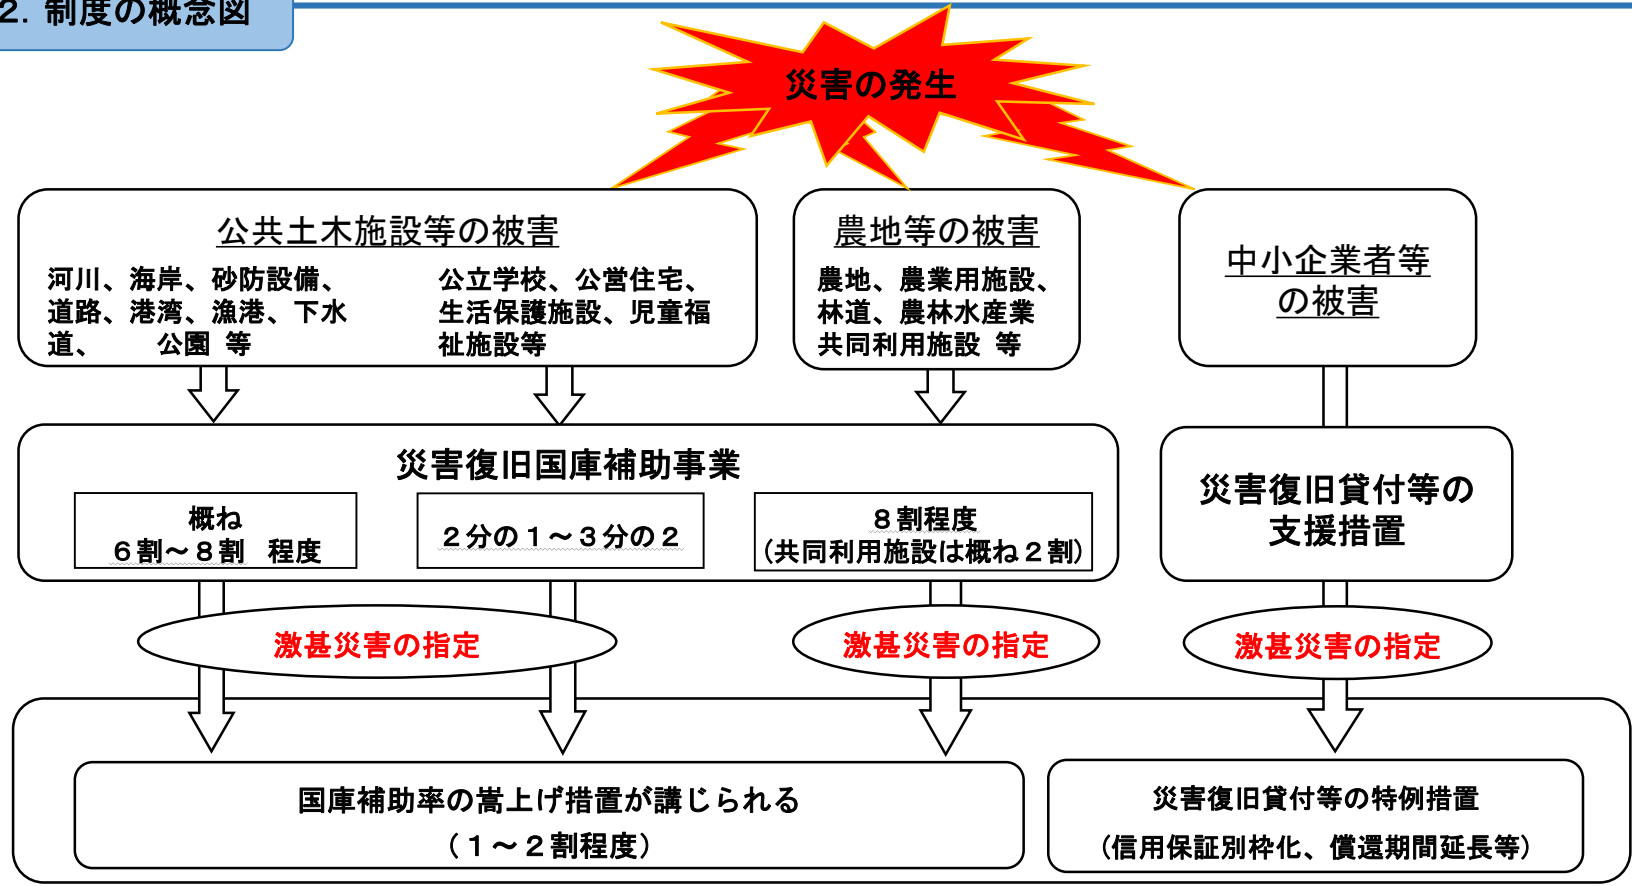 2. 制度の概念図
災害の発生
公共土木施設等の被害
河川、海岸、砂防設備、
道路、港湾、漁港、下水
道、　　公園 等
公立学校、公営住宅、
生活保護施設、児童福
祉施設等
農地等の被害
農地、農業用施設、
林道、農林水産業
共同利用施設 等
中小企業者等
の被害
災害復旧国庫補助事業
概ね
６割～８割　程度
２分の１～３分の２
８割程度
(共同利用施設は概ね２割)
災害復旧貸付等の
支援措置
激甚災害の指定
激甚災害の指定
激甚災害の指定
国庫補助率の嵩上げ措置が講じられる
(１～２割程度)
災害復旧貸付等の特例措置
(信用保証別枠化、償還期間延長等)